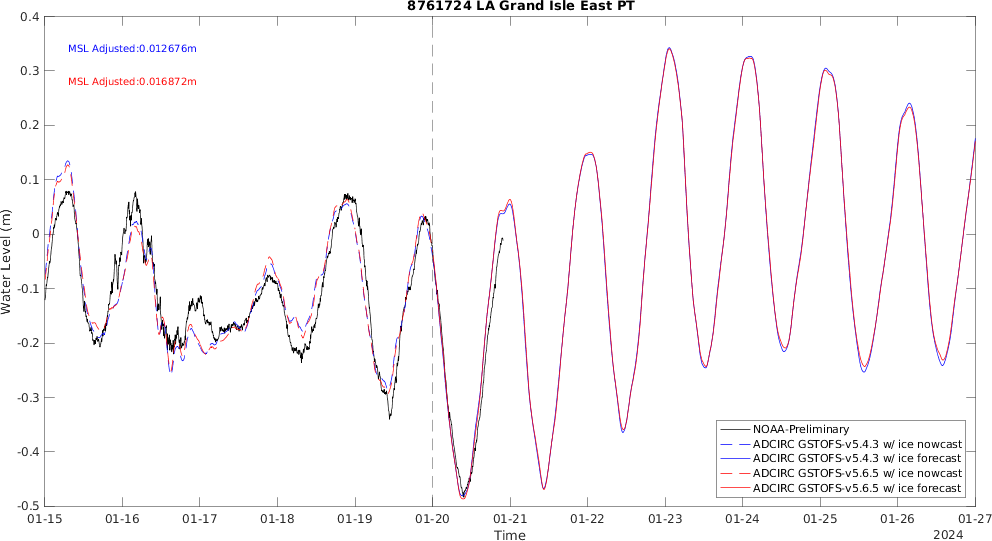 8761724 LA Grand Isle East PT
MSL Adjusted:0.012676m
MSL Adjusted:0.016872m
Water Level (m)
0.4
0.3
0.2
0.1
0
-0.1
-0.2
-0.3
-0.4
-0.5
NOAA-Preliminary
ADCIRC GSTOFS-v5.4.3 w/ ice nowcast
ADCIRC GSTOFS-v5.4.3 w/ ice forecast
ADCIRC GSTOFS-v5.6.5 w/ ice nowcast
ADCIRC GSTOFS-v5.6.5 w/ ice forecast
01-15 01-16 01-17 01-18 01-19 01-20 01-21 01-22 01-23 01-24 01-25 01-26 01-27
Time
2024